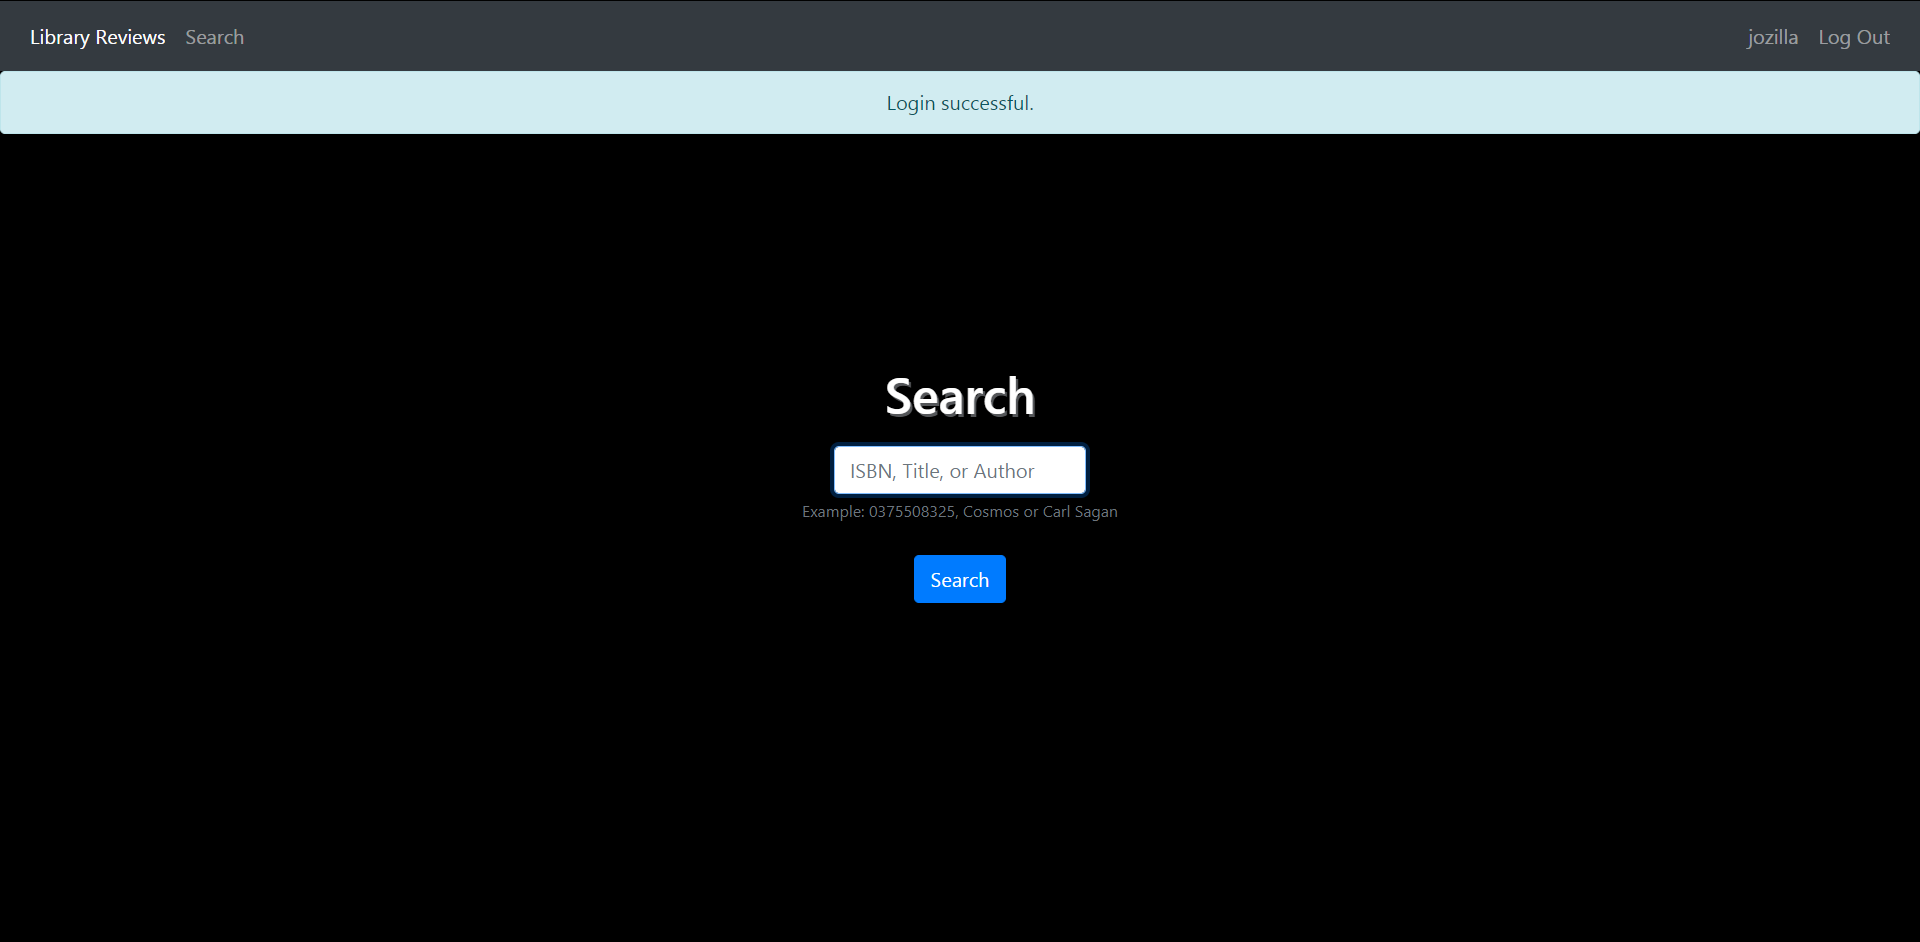 Library Reviews Search jozilla Log Out
Login successful.
Search
ISBN, Title, or Author
Example: 0375508325, Cosmos or Carl Sagan
Search